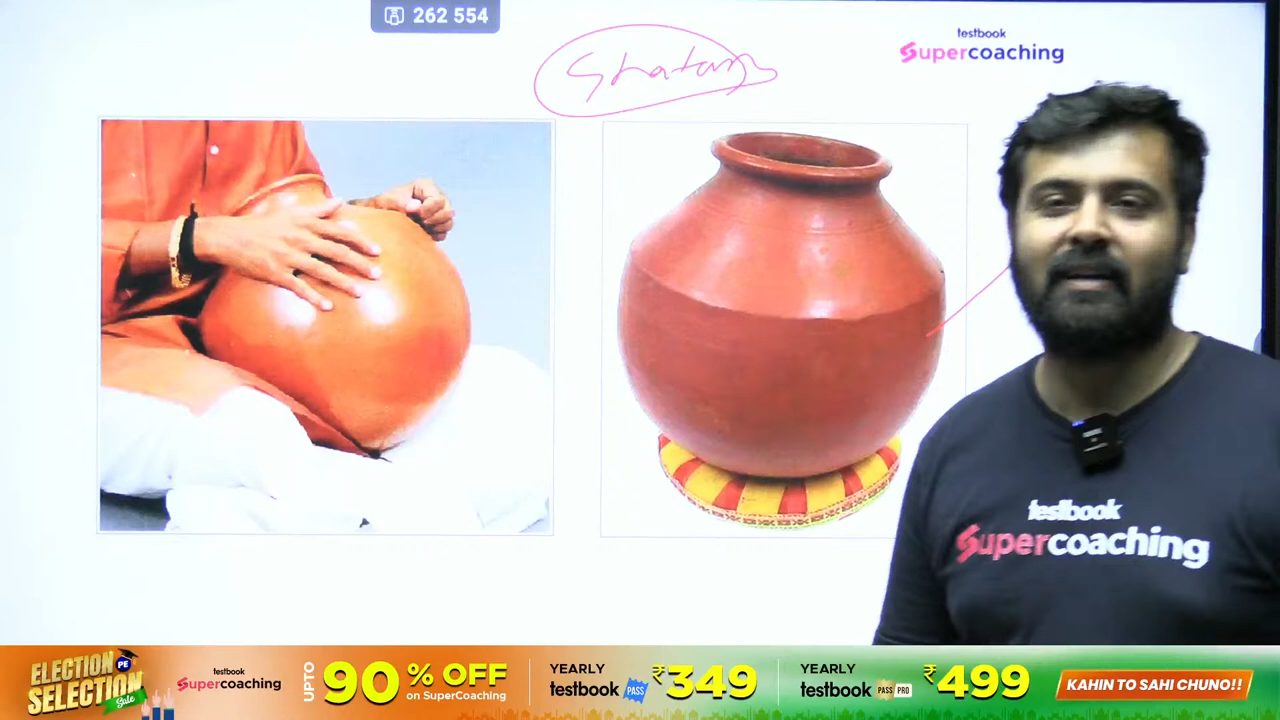 262 554
testbook
Supercoaching
testbook
Supercoaching
ELECTION
PE
SELECTION
Sale
testbook
Supercoaching
UPTO
90% OFF
on SuperCoaching
YEARLY
testbook PASS
₹349
YEARLY
testbook PASS PRO
₹499
KAHIN TO SAHI CHUNO!!